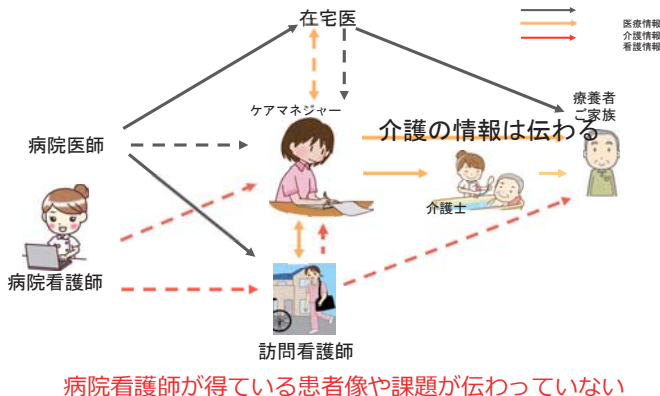 在宅医
医療情報
介護情報
看護情報
ケアマネジャー
療養者
ご家族
介護の情報は伝わる
病院医師
介護士
病院看護師
訪問看護師
病院看護師が得ている患者像や課題が伝わっていない